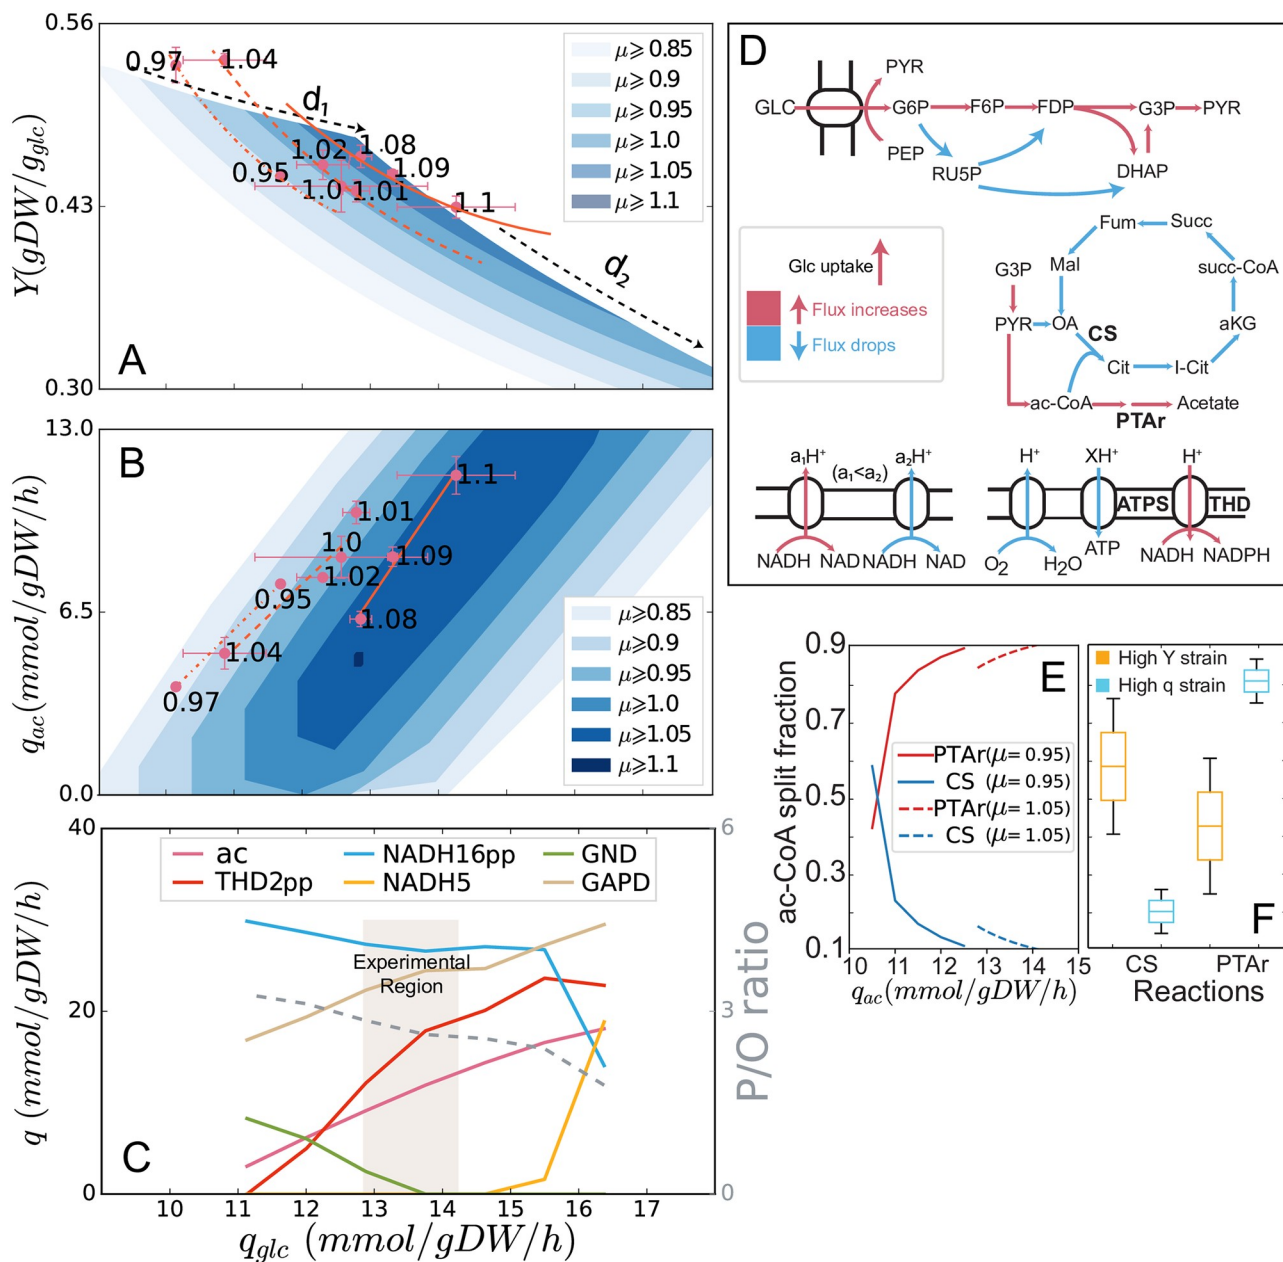 0.56
0.43
0.30
Y(gDW/g_glc)
A
0.97
1.04
d₁
1.08
1.02
1.09
0.95
1.0
1.01
1.1
d₂
μ⩾0.85
μ⩾0.9
μ⩾0.95
μ⩾1.0
μ⩾1.05
μ⩾1.1
13.0
6.5
0.0
q_ac(mmol/gDW/h)
B
1.1
1.01
1.0
1.09
1.02
0.95
1.08
1.04
0.97
μ⩾0.85
μ⩾0.9
μ⩾0.95
μ⩾1.0
μ⩾1.05
μ⩾1.1
40
20
0
q (mmol/gDW/h)
6
3
0
P/O ratio
ac
THD2pp
NADH16pp
NADH5
GND
GAPD
Experimental
Region
C
10 11 12 13 14 15 16 17
q_glc (mmol/gDW/h)
D
GLC
PYR
PEP
G6P
F6P
FDP
G3P
PYR
RU5P
DHAP
Glc uptake
Flux increases
Flux drops
Fum
Succ
Mal
succ-CoA
G3P
PYR
OA
CS
aKG
Cit
I-Cit
ac-CoA
PTAr
Acetate
a₁H⁺
(a₁<a₂)
a₂H⁺
NADH
NAD
NADH
NAD
H⁺
XH⁺
H⁺
ATPS
THD
O₂
H₂O
ATP
NADH
NADPH
0.9
0.7
0.5
0.3
0.1
ac-CoA split fraction
E
PTAr(μ= 0.95)
CS (μ= 0.95)
PTAr(μ= 1.05)
CS (μ= 1.05)
10 11 12 13 14 15
q_ac(mmol/gDW/h)
High Y strain
High q strain
F
CS
PTAr
Reactions